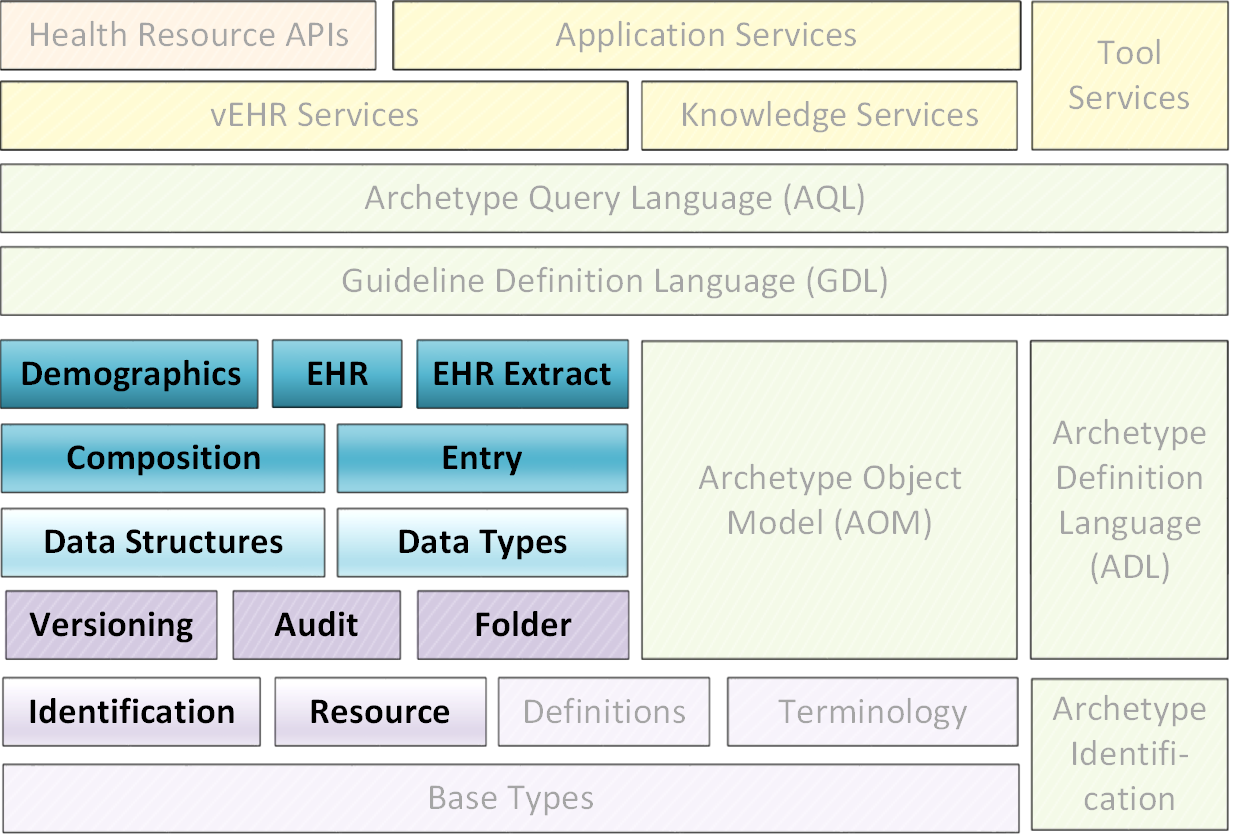 Health Resource APIs
Application Services
Tool
Services
vEHR Services
Knowledge Services
Archetype Query Language (AQL)
Guideline Definition Language (GDL)
Demographics
EHR
EHR Extract
Composition
Entry
Data Structures
Data Types
Versioning
Audit
Folder
Archetype Object
Model (AOM)
Archetype
Definition
Language
(ADL)
Identification
Resource
Definitions
Terminology
Archetype
Identifi-
cation
Base Types